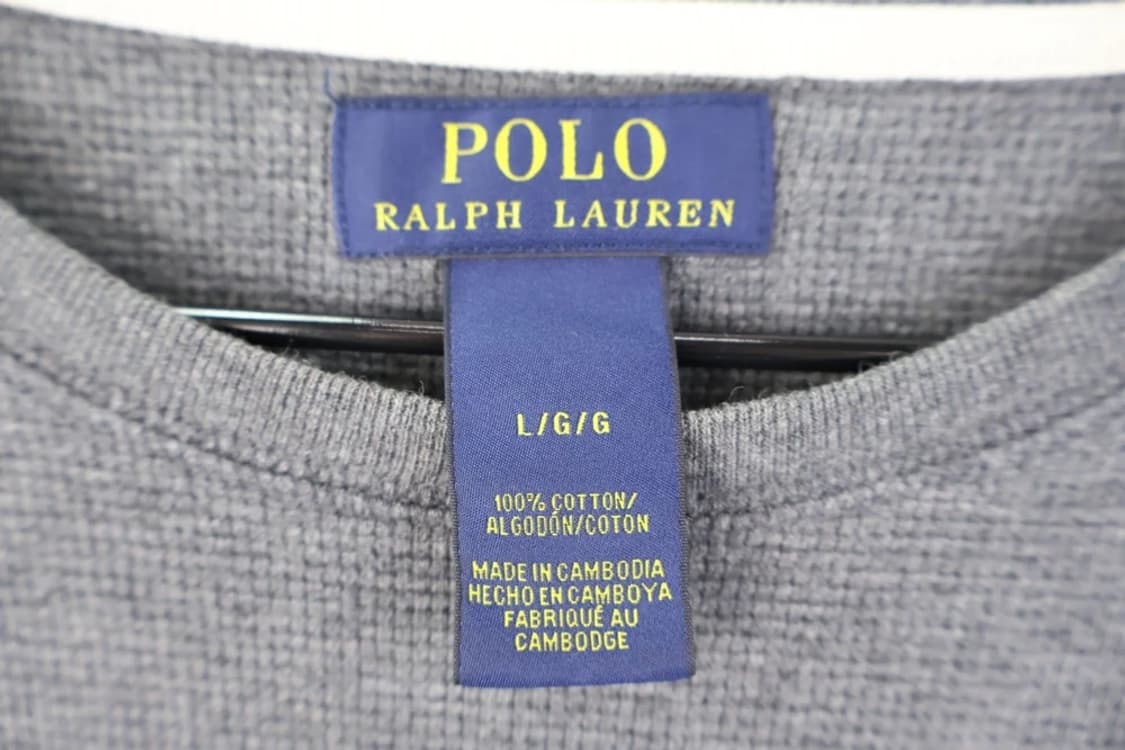 POLO
RALPH LAUREN
L/G/G
100% COTTON/
ALGODÓN/COTON
MADE IN CAMBODIA
HECHO EN CAMBOYA
FABRIQUÉ AU
CAMBODGE